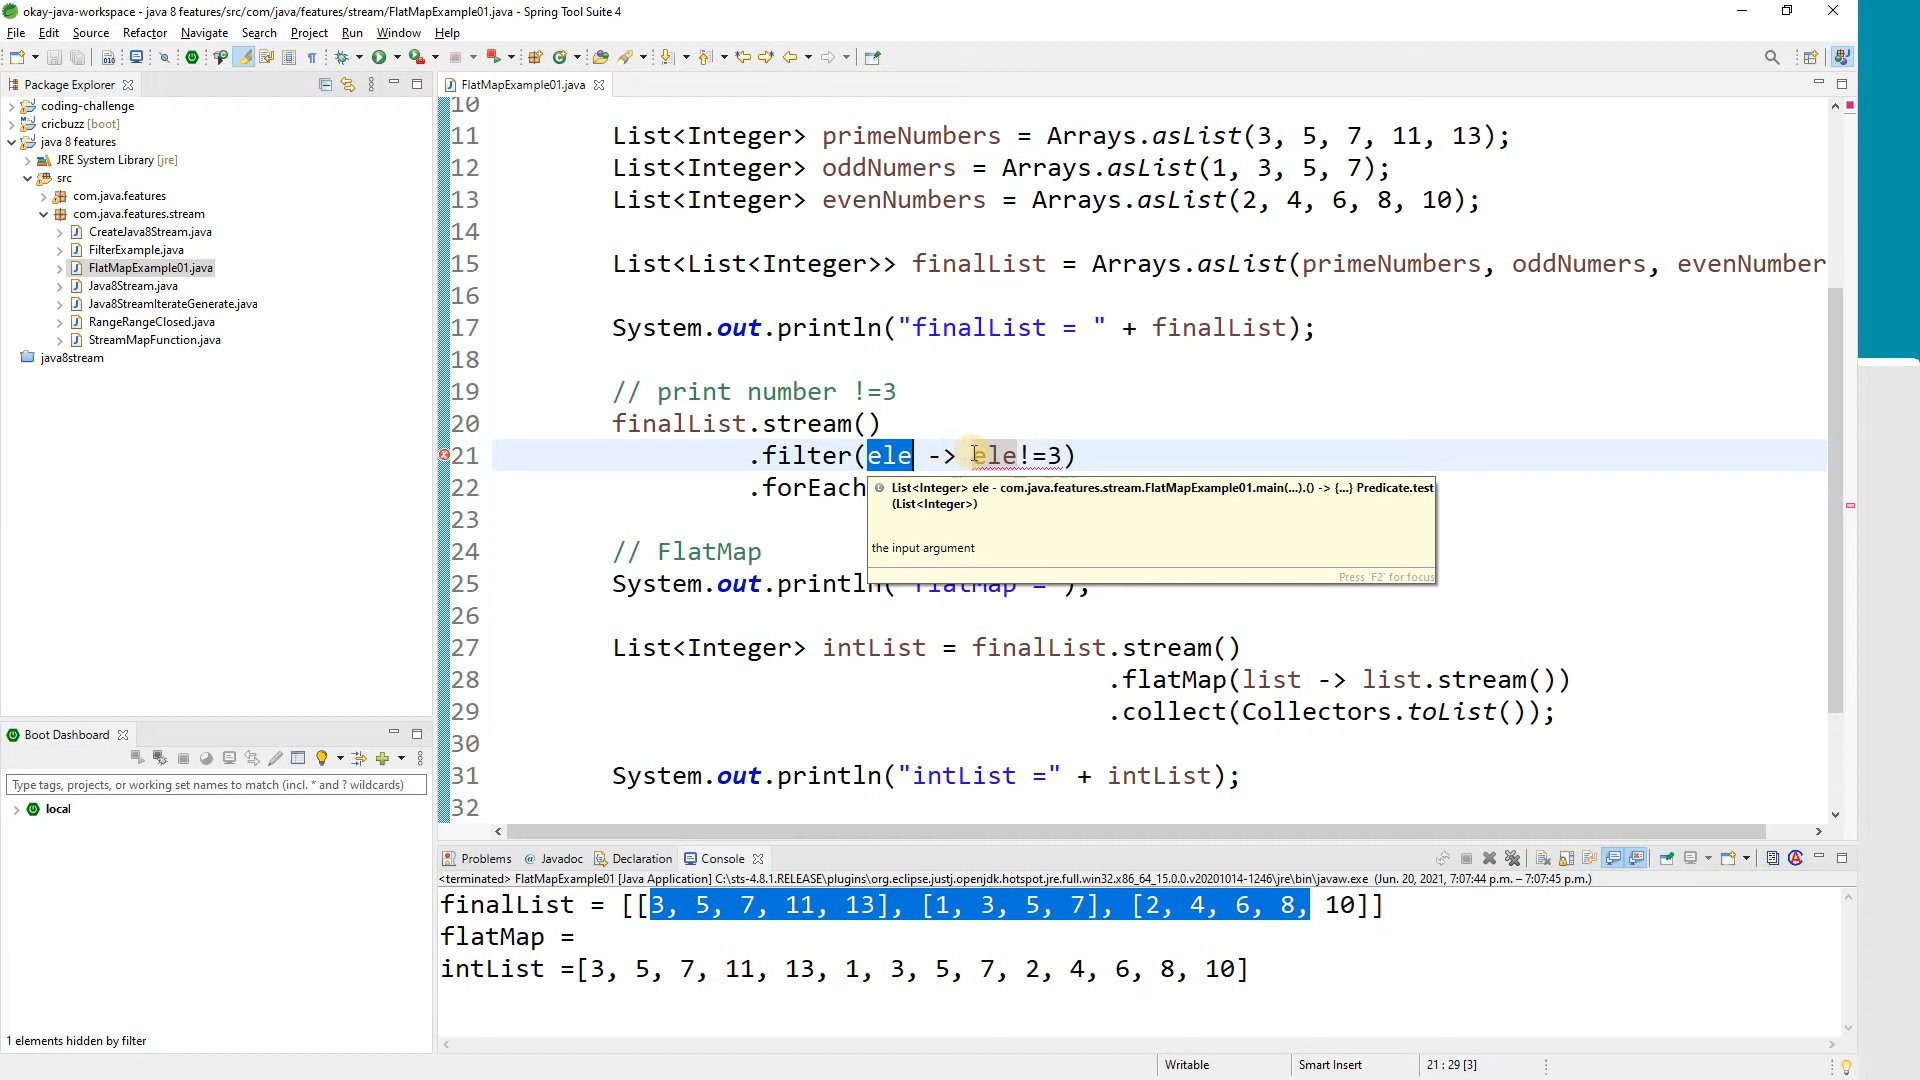 okay-java-workspace - java 8 features/src/com/java/features/stream/FlatMapExample01.java - Spring Tool Suite 4
File Edit Source Refactor Navigate Search Project Run Window Help
Package Explorer
coding-challenge
cricbuzz [boot]
java 8 features
JRE System Library [jre]
src
com.java.features
com.java.features.stream
CreateJava8Stream.java
FilterExample.java
FlatMapExample01.java
Java8Stream.java
Java8StreamIterateGenerate.java
RangeRangeClosed.java
StreamMapFunction.java
java8stream
Boot Dashboard
Type tags, projects, or working set names to match (incl. * and ? wildcards)
local
1 elements hidden by filter
FlatMapExample01.java
10
11 List<Integer> primeNumbers = Arrays.asList(3, 5, 7, 11, 13);
12 List<Integer> oddNumers = Arrays.asList(1, 3, 5, 7);
13 List<Integer> evenNumbers = Arrays.asList(2, 4, 6, 8, 10);
14
15 List<List<Integer>> finalList = Arrays.asList(primeNumbers, oddNumers, evenNumber
16
17 System.out.println("finalList = " + finalList);
18
19 // print number !=3
20 finalList.stream()
21 .filter(ele -> ele!=3)
22 .forEach
List<Integer> ele - com.java.features.stream.FlatMapExample01.main(...).() -> {...} Predicate.test
(List<Integer>)
the input argument
Press 'F2' for focus
23
24 // FlatMap
25 System.out.println("flatMap = ");
26
27 List<Integer> intList = finalList.stream()
28 .flatMap(list -> list.stream())
29 .collect(Collectors.toList());
30
31 System.out.println("intList =" + intList);
32
Problems Javadoc Declaration Console
<terminated> FlatMapExample01 [Java Application] C:\sts-4.8.1.RELEASE\plugins\org.eclipse.justj.openjdk.hotspot.jre.full.win32.x86_64_15.0.0.v20201014-1246\jre\bin\javaw.exe (Jun. 20, 2021, 7:07:44 p.m. – 7:07:45 p.m.)
finalList = [[3, 5, 7, 11, 13], [1, 3, 5, 7], [2, 4, 6, 8, 10]]
flatMap =
intList =[3, 5, 7, 11, 13, 1, 3, 5, 7, 2, 4, 6, 8, 10]
Writable Smart Insert 21 : 29 [3]